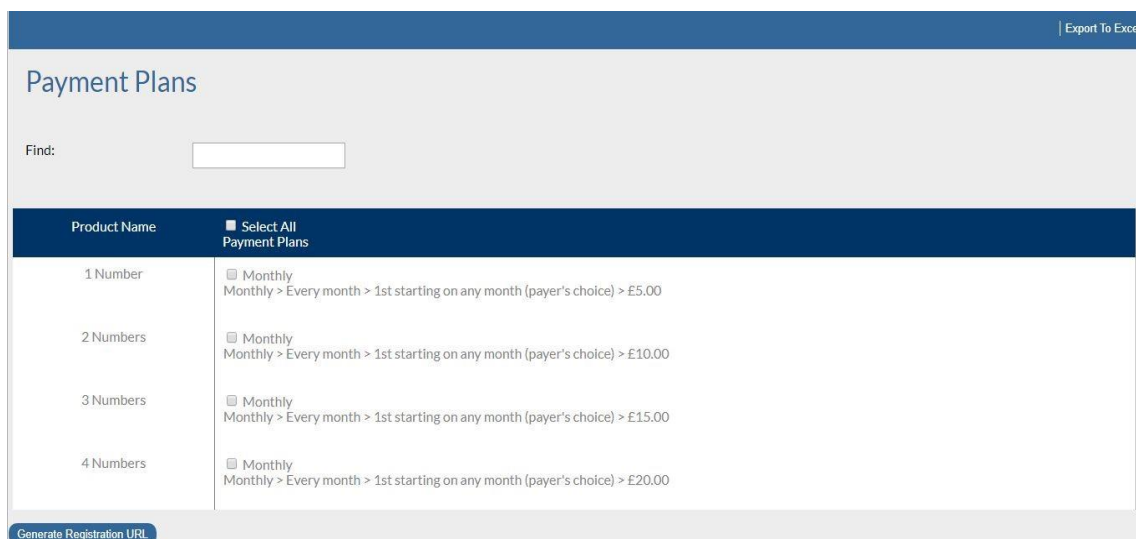 Export To Exce
Payment Plans
Find:
Product Name
Select All
Payment Plans
1 Number
Monthly
Monthly > Every month > 1st starting on any month (payer's choice) > £5.00
2 Numbers
Monthly
Monthly > Every month > 1st starting on any month (payer's choice) > £10.00
3 Numbers
Monthly
Monthly > Every month > 1st starting on any month (payer's choice) > £15.00
4 Numbers
Monthly
Monthly > Every month > 1st starting on any month (payer's choice) > £20.00
Generate Registration URL